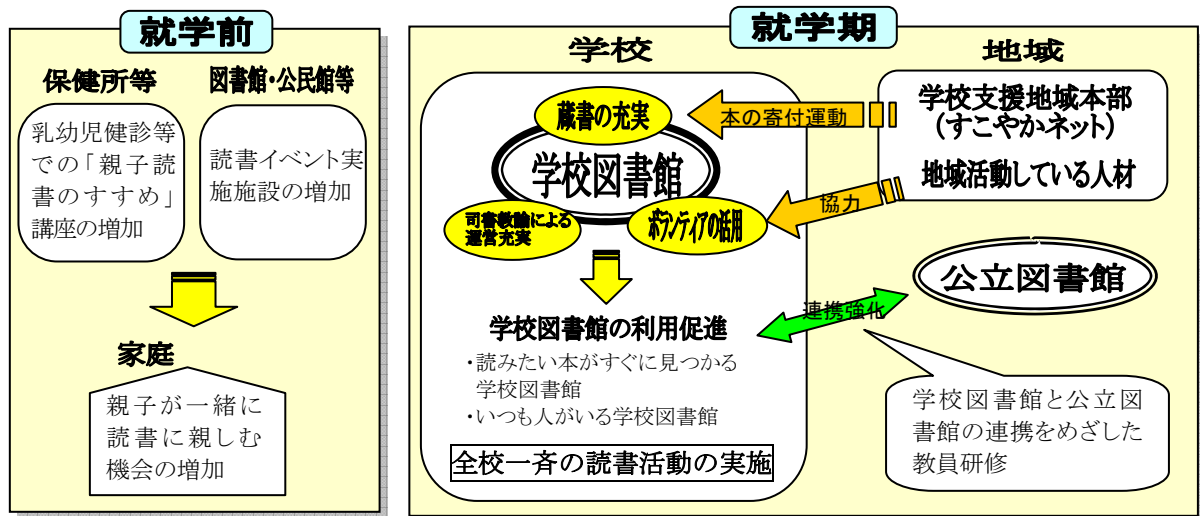 就学前
保健所等
乳幼児健診等
での「親子読
書のすすめ」
講座の増加
図書館・公民館等
読書イベント実
施施設の増加
家庭
親子が一緒に
読書に親しむ
機会の増加
就学期
学校
蔵書の充実
学校図書館
司書教諭による
運営充実
ボランティアの活用
学校図書館の利用促進
・読みたい本がすぐに見つかる
学校図書館
・いつも人がいる学校図書館
全校一斉の読書活動の実施
本の寄付運動
協力
連携強化
地域
学校支援地域本部
(すこやかネット)
地域活動している人材
公立図書館
学校図書館と公立図
書館の連携をめざした
教員研修